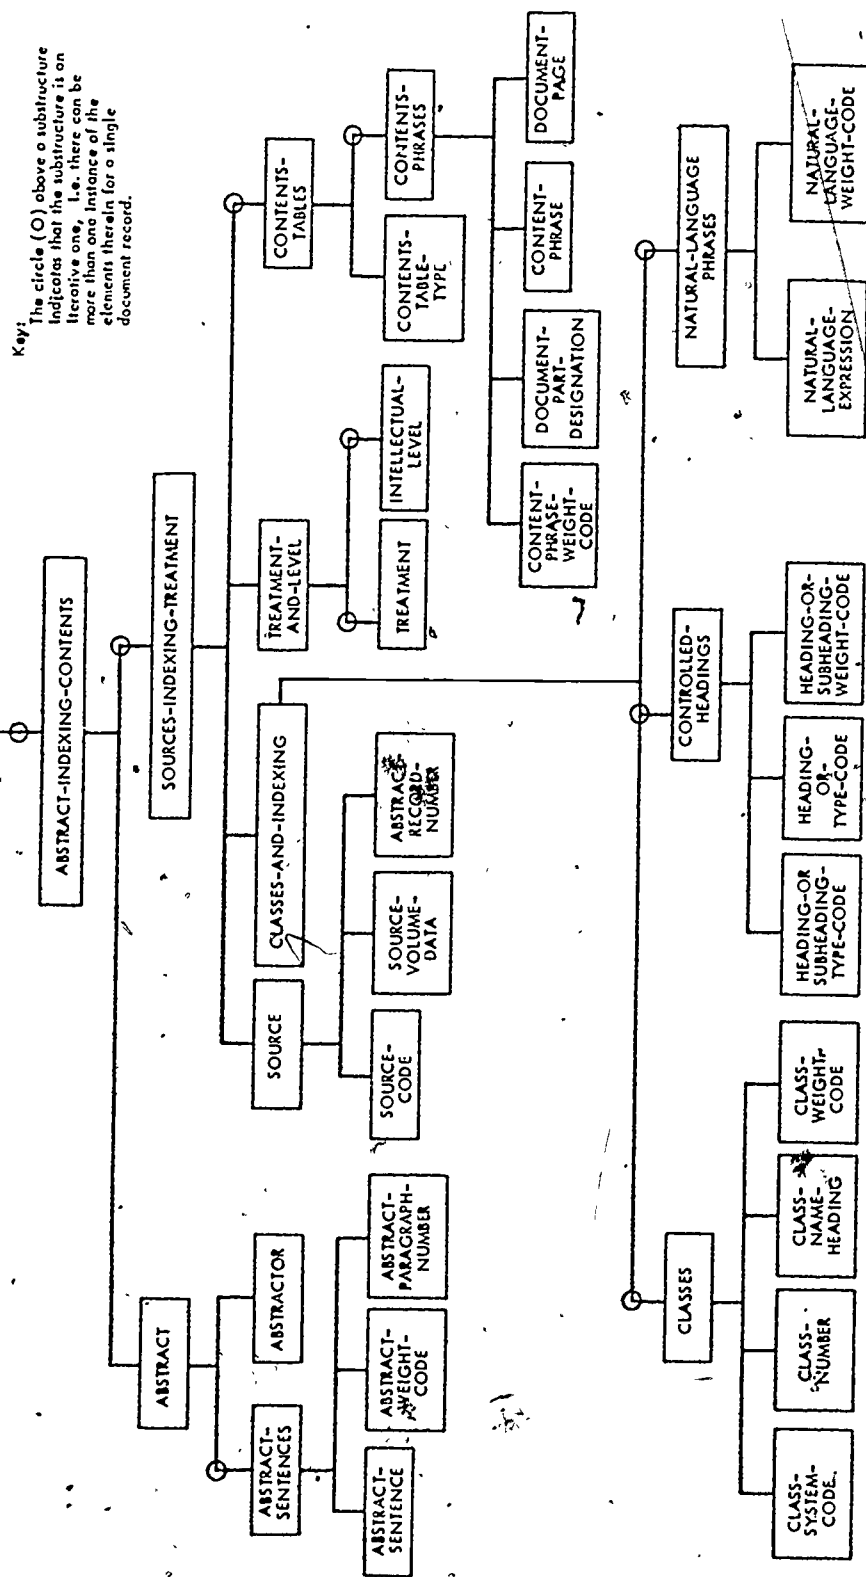 Key:
The circle (O) above a substructure
indicates that the substructure is an
iterative one, i.e. there can be
more than one instance of the
elements therein for a single
document record.
ABSTRACT-INDEXING-CONTENTS
ABSTRACT
SOURCES-INDEXING-TREATMENT
ABSTRACT-
SENTENCES
ABSTRACTOR
SOURCE
CLASSES-AND-INDEXING
TREATMENT-
AND-LEVEL
CONTENTS-
TABLES
ABSTRACT-
SENTENCE
ABSTRACT-
WEIGHT-
CODE
ABSTRACT-
PARAGRAPH-
NUMBER
SOURCE-
CODE
SOURCE-
VOLUME-
DATA
ABSTRACT-
RECORD-
NUMBER
TREATMENT
INTELLECTUAL-
LEVEL
CONTENTS-
TABLE-
TYPE
CONTENTS-
PHRASES
CONTENT-
PHRASE-
WEIGHT-
CODE
DOCUMENT-
PART-
DESIGNATION
CONTENT-
PHRASE
DOCUMENT-
PAGE
CLASSES
CONTROLLED-
HEADINGS
NATURAL-LANGUAGE
PHRASES
CLASS-
SYSTEM-
CODE
CLASS-
NUMBER
CLASS-
NAME-
HEADING
CLASS-
WEIGHT-
CODE
HEADING-OR
SUBHEADING-
TYPE-CODE
HEADING-
OR-
TYPE-CODE
HEADING-OR-
SUBHEADING-
WEIGHT-CODE
NATURAL-
LANGUAGE-
EXPRESSION
NATURAL-
LANGUAGE-
WEIGHT-CODE